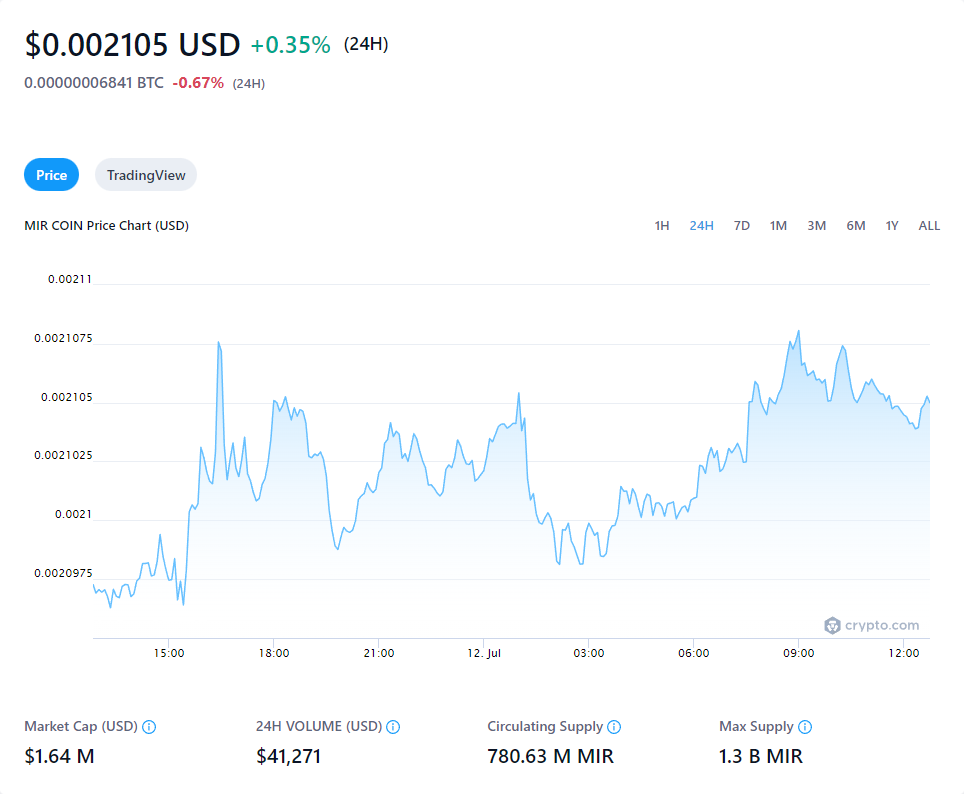 $0.002105 USD +0.35% (24H)
0.00000006841 BTC -0.67% (24H)
Price TradingView
MIR COIN Price Chart (USD) 1H 24H 7D 1M 3M 6M 1Y ALL
0.00211
0.0021075
0.002105
0.0021025
0.0021
0.0020975
crypto.com
15:00 18:00 21:00 12. Jul 03:00 06:00 09:00 12:00
Market Cap (USD) 24H VOLUME (USD) Circulating Supply Max Supply
$1.64 M $41,271 780.63 M MIR 1.3 B MIR